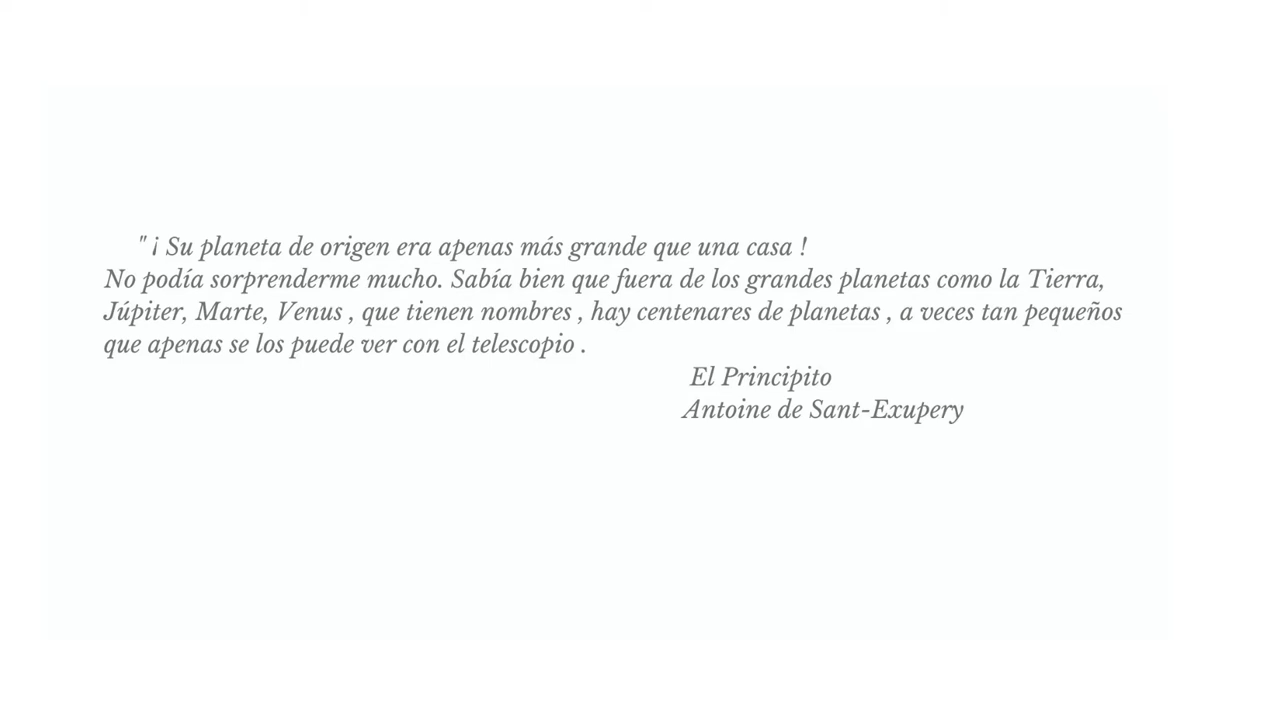 " ¡ Su planeta de origen era apenas más grande que una casa !
No podía sorprenderme mucho. Sabía bien que fuera de los grandes planetas como la Tierra,
Júpiter, Marte, Venus , que tienen nombres , hay centenares de planetas , a veces tan pequeños
que apenas se los puede ver con el telescopio .
El Principito
Antoine de Sant-Exupery